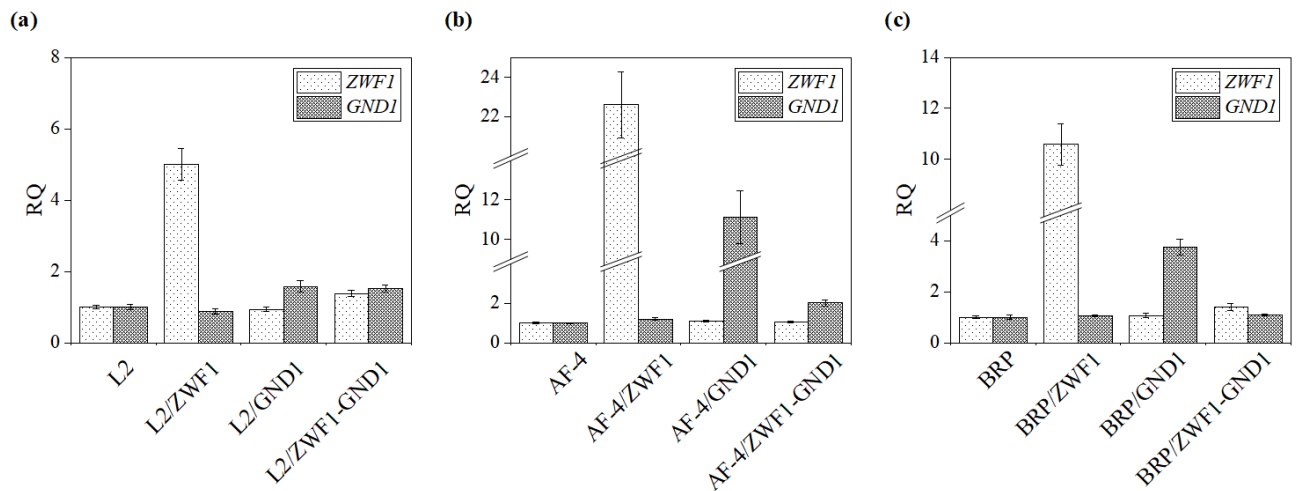 (a)
RQ
8
6
4
2
0
ZWF1
GND1
L2
L2/ZWF1
L2/GND1
L2/ZWF1-GND1
(b)
RQ
24
22
12
10
2
0
ZWF1
GND1
AF-4
AF-4/ZWF1
AF-4/GND1
AF-4/ZWF1-GND1
(c)
RQ
14
12
10
4
2
0
ZWF1
GND1
BRP
BRP/ZWF1
BRP/GND1
BRP/ZWF1-GND1